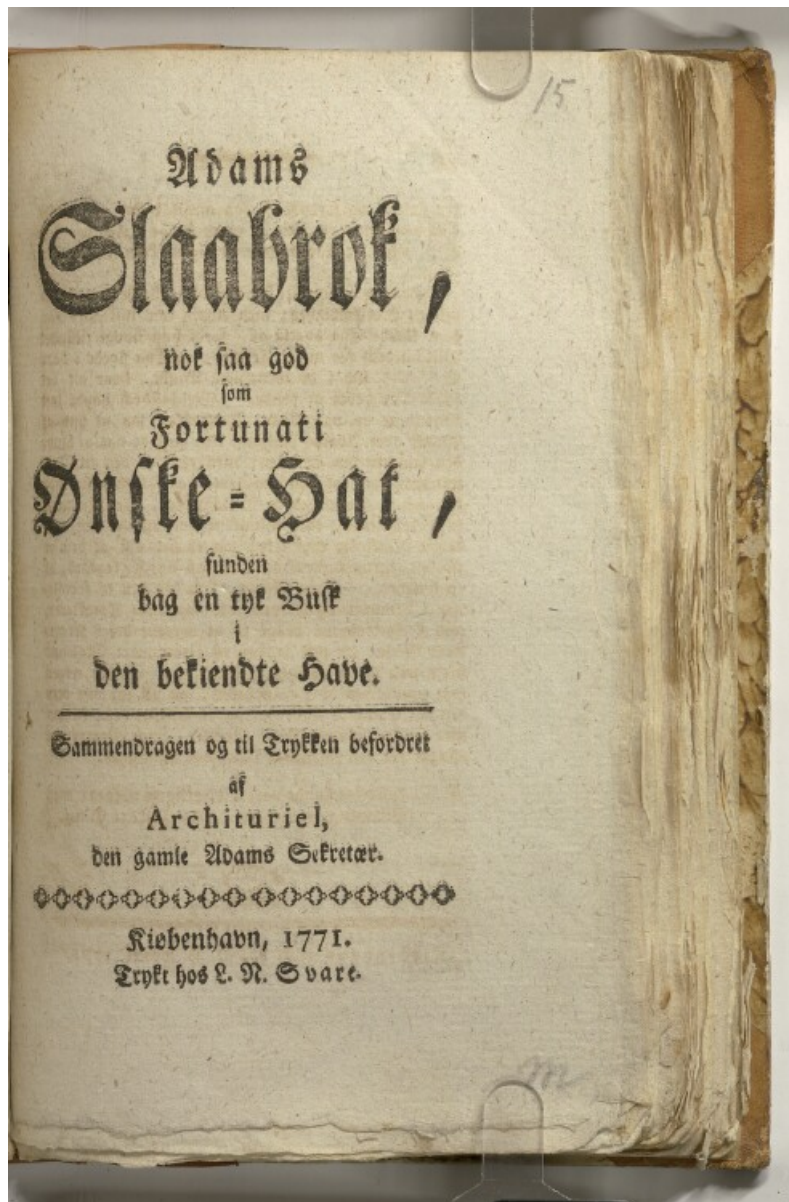 15
Adams
Slaabrok,
nok saa god
som
Fortunati
Ønske-Hat,
funden
bag en tyk Busk
i
den bekiendte Have.
Sammendragen og til Trykken befordret
af
Archituriel,
den gamle Adams Sekretær.
Kiøbenhavn, 1771.
Trykt hos L. N. Svare.
m